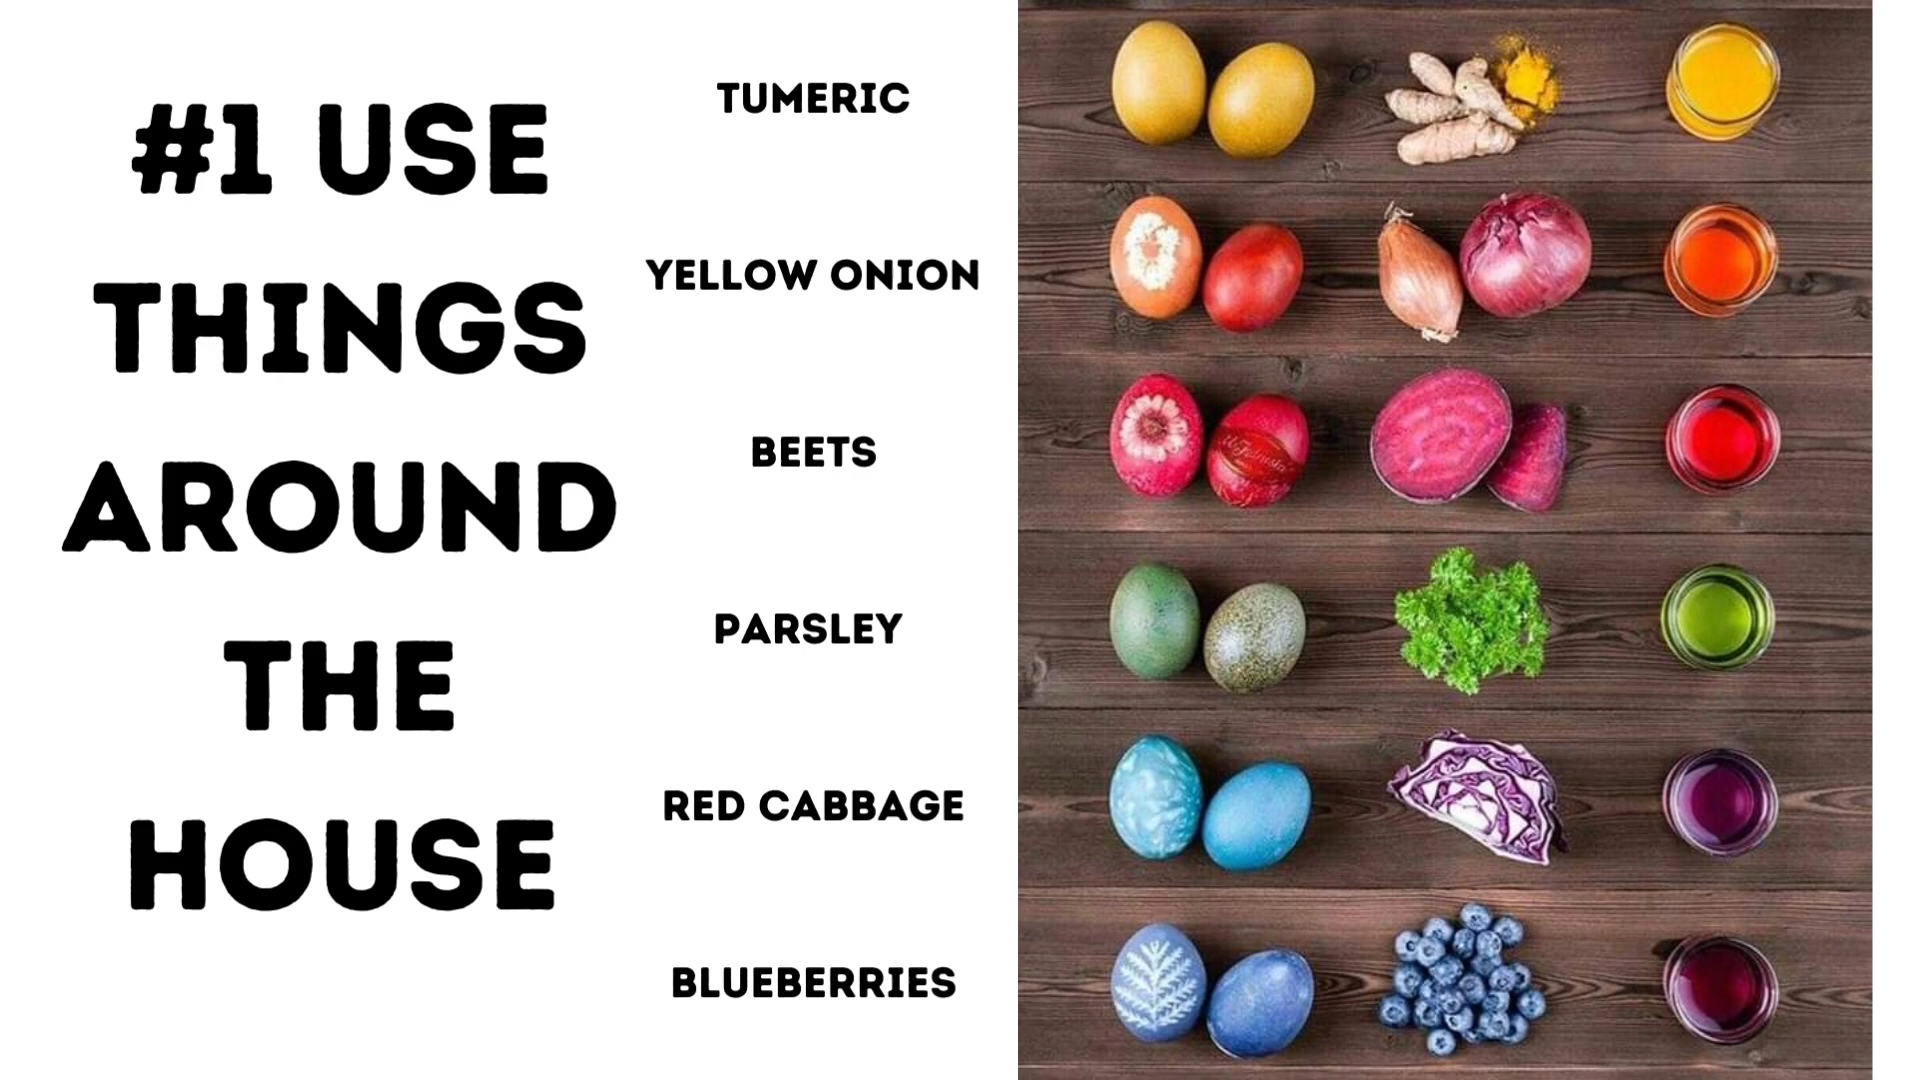 #1 USE
THINGS
AROUND
THE
HOUSE
TUMERIC
YELLOW ONION
BEETS
PARSLEY
RED CABBAGE
BLUEBERRIES